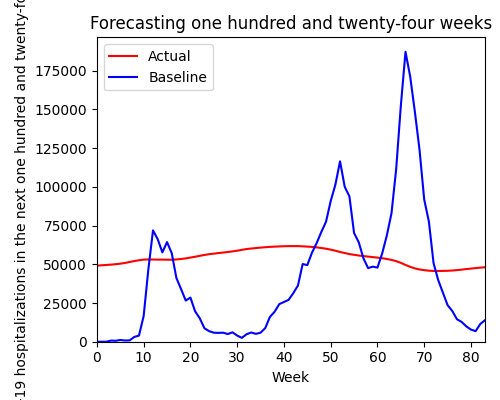 Forecasting one hundred and twenty-four weeks
Actual
Baseline
175000
150000
125000
100000
75000
50000
25000
0
-19 hospitalizations in the next one hundred and twenty-fo
0 10 20 30 40 50 60 70 80
Week